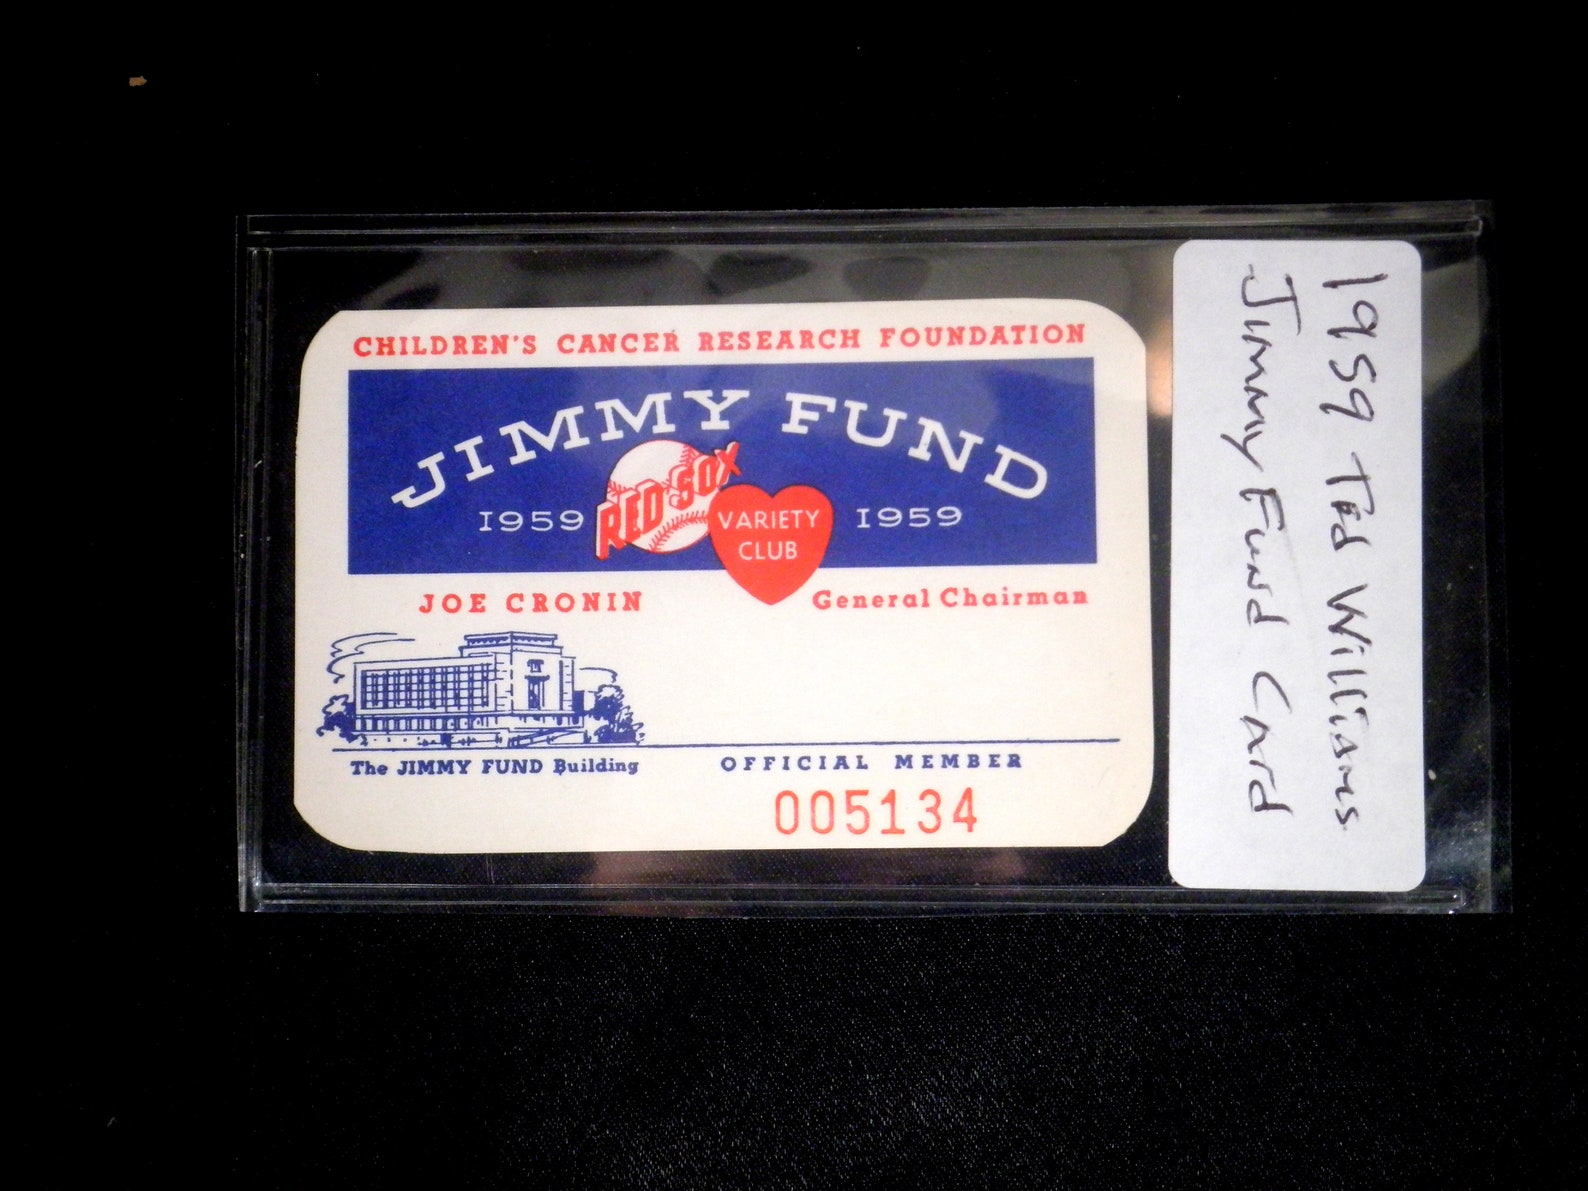 CHILDREN'S CANCER RESEARCH FOUNDATION
JIMMY FUND
1959 RED SOX VARIETY CLUB 1959
JOE CRONIN General Chairman
The JIMMY FUND Building OFFICIAL MEMBER
005134
1959 Ted Williams
Jimmy Fund Card